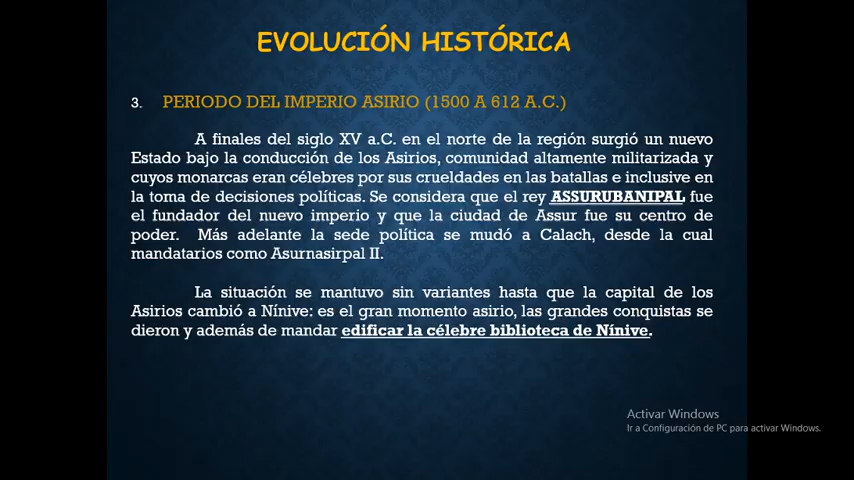 EVOLUCIÓN HISTÓRICA
3. PERIODO DEL IMPERIO ASIRIO (1500 A 612 A.C.)
A finales del siglo XV a.C. en el norte de la región surgió un nuevo
Estado bajo la conducción de los Asirios, comunidad altamente militarizada y
cuyos monarcas eran célebres por sus crueldades en las batallas e inclusive en
la toma de decisiones políticas. Se considera que el rey ASSURUBANIPAL fue
el fundador del nuevo imperio y que la ciudad de Assur fue su centro de
poder. Más adelante la sede política se mudó a Calach, desde la cual
mandatarios como Asurnasirpal II.
La situación se mantuvo sin variantes hasta que la capital de los
Asirios cambió a Nínive: es el gran momento asirio, las grandes conquistas se
dieron y además de mandar edificar la célebre biblioteca de Nínive.
Activar Windows
Ir a Configuración de PC para activar Windows.